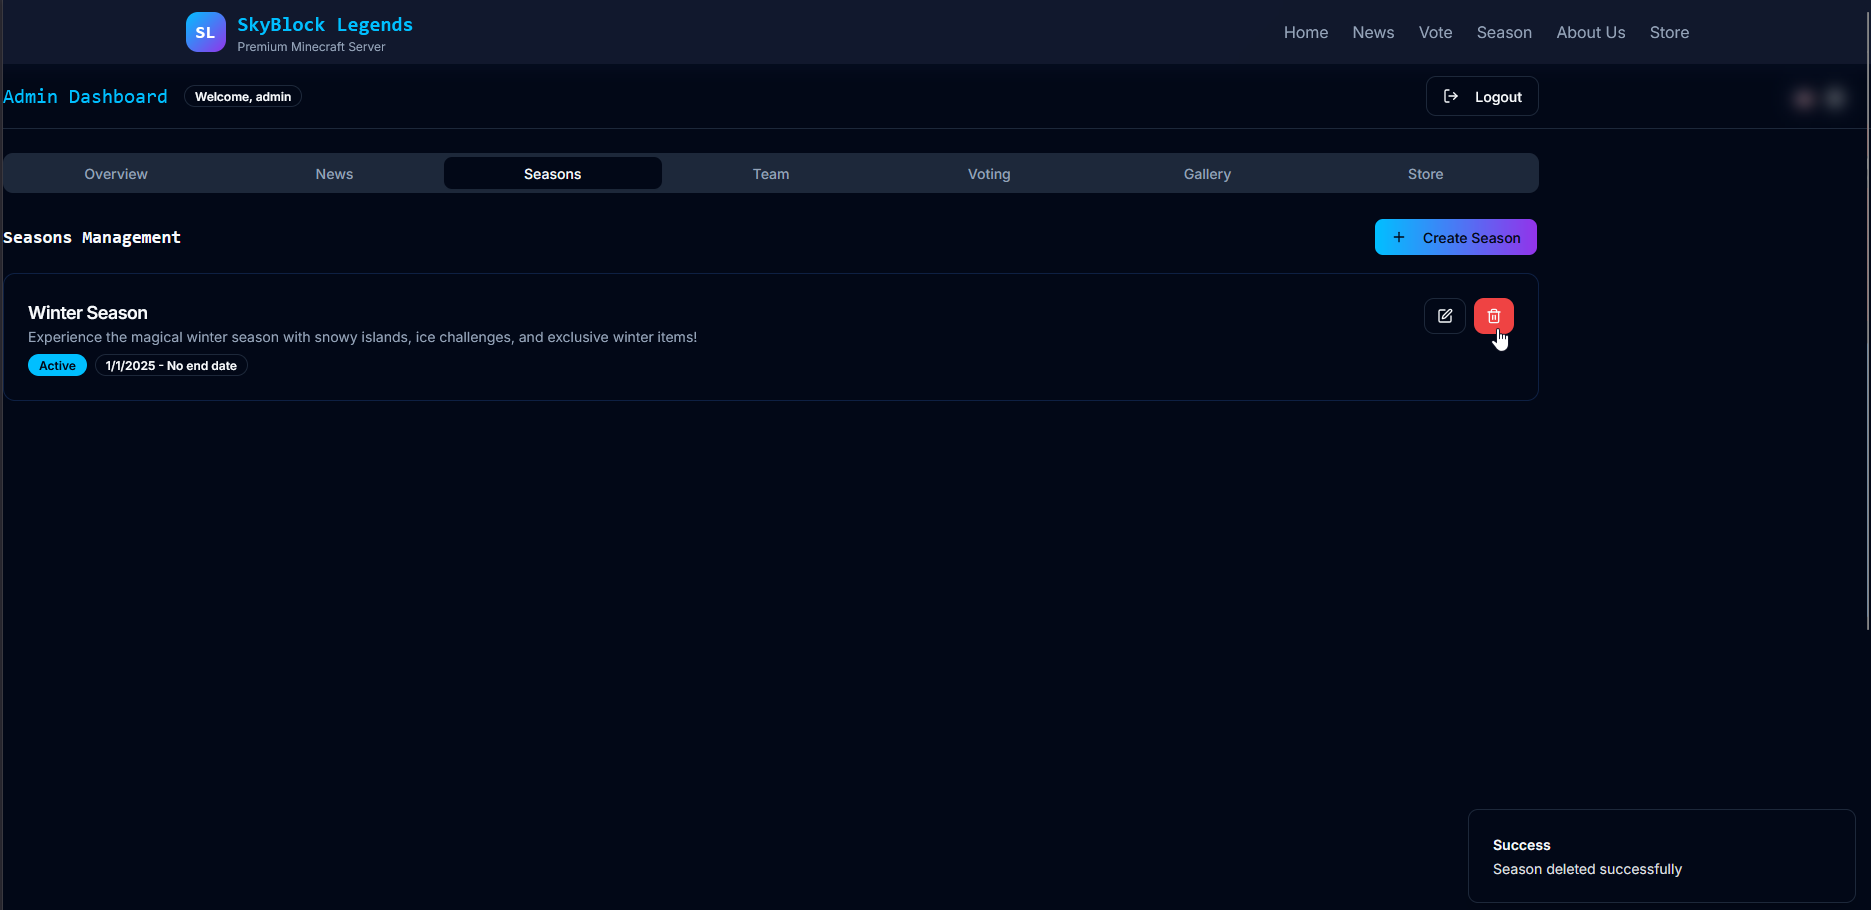 SL
SkyBlock Legends
Premium Minecraft Server
Home News Vote Season About Us Store
Admin Dashboard
Welcome, admin
Logout
Overview News Seasons Team Voting Gallery Store
Seasons Management
Create Season
Winter Season
Experience the magical winter season with snowy islands, ice challenges, and exclusive winter items!
Active
1/1/2025 - No end date
Success
Season deleted successfully